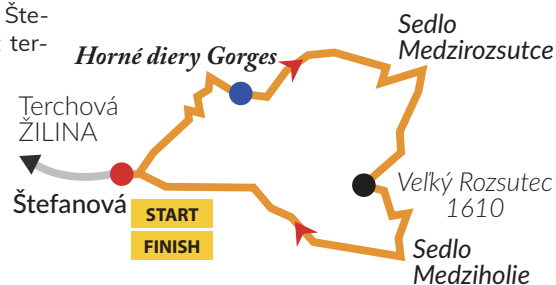 Šte-
ter-
Horné diery Gorges
Sedlo
Medzirozsutce
Terchová
ŽILINA
Štefanová
START
FINISH
Veľký Rozsutec
1610
Sedlo
Medziholie